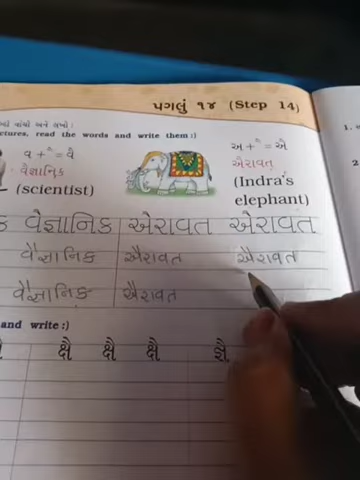 પગલું ૧૪ (Step 14)
વાંચો અને લખો :
ctures, read the words and write them :)
વ + ૈ = વૈ
અ + ૈ = ઐ
વૈજ્ઞાનિક
ઐરાવત
(scientist)
(Indra's
elephant)
ક વૈજ્ઞાનિક ઐરાવત ઐરાવત
વૈજ્ઞાનિક ઐરાવત ઐરાવત
વૈજ્ઞાનિક ઐરાવત
and write :)
ક્ષૈ ક્ષૈ ક્ષૈ